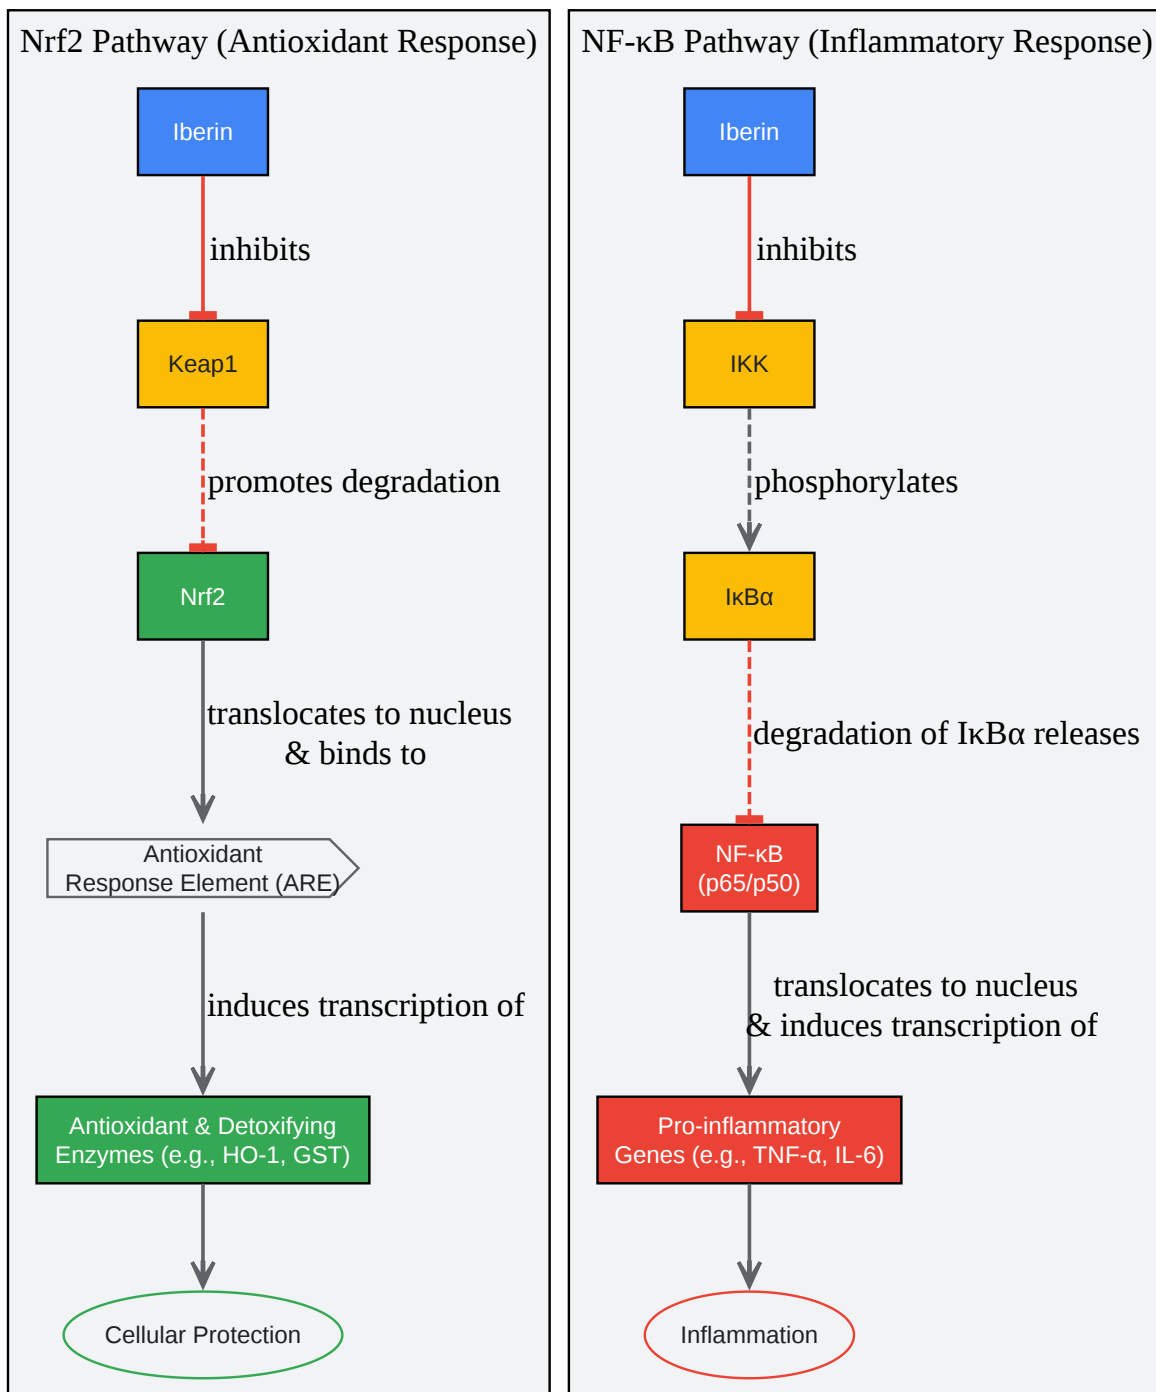 Nrf2 Pathway (Antioxidant Response)
Iberin
inhibits
Keap1
promotes degradation
Nrf2
translocates to nucleus
& binds to
Antioxidant
Response Element (ARE)
induces transcription of
Antioxidant & Detoxifying
Enzymes (e.g., HO-1, GST)
Cellular Protection
NF-κB Pathway (Inflammatory Response)
Iberin
inhibits
IKK
phosphorylates
IκBα
degradation of IκBα releases
NF-κB
(p65/p50)
translocates to nucleus
& induces transcription of
Pro-inflammatory
Genes (e.g., TNF-α, IL-6)
Inflammation